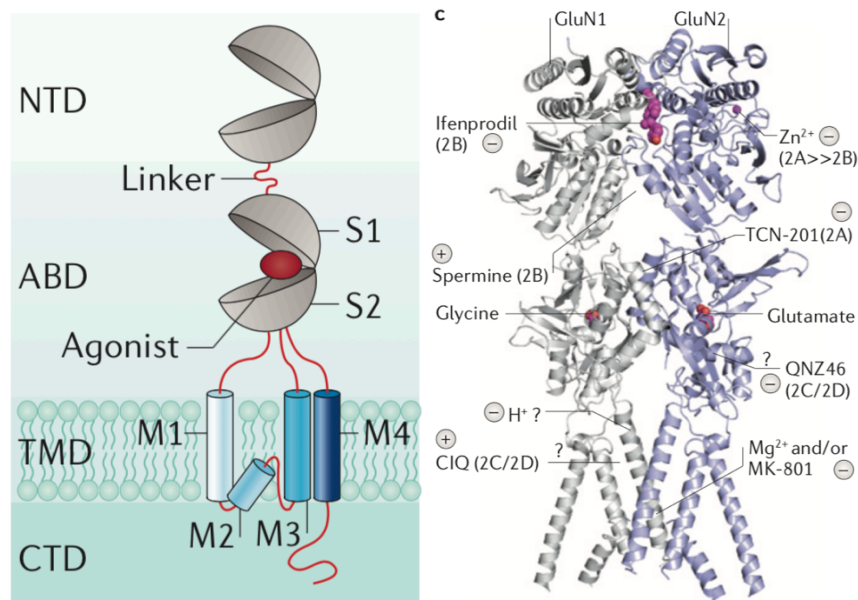 NTD
Linker
S1
ABD
S2
Agonist
M1
M4
TMD
M2
M3
CTD
c
GluN1
GluN2
Ifenprodil
(2B) −
Zn²⁺ −
(2A>>2B)
−
TCN-201(2A)
+
Spermine (2B)
Glycine
Glutamate
?
QNZ46
− (2C/2D)
− H⁺ ?
+
?
CIQ (2C/2D)
Mg²⁺ and/or
MK-801 −